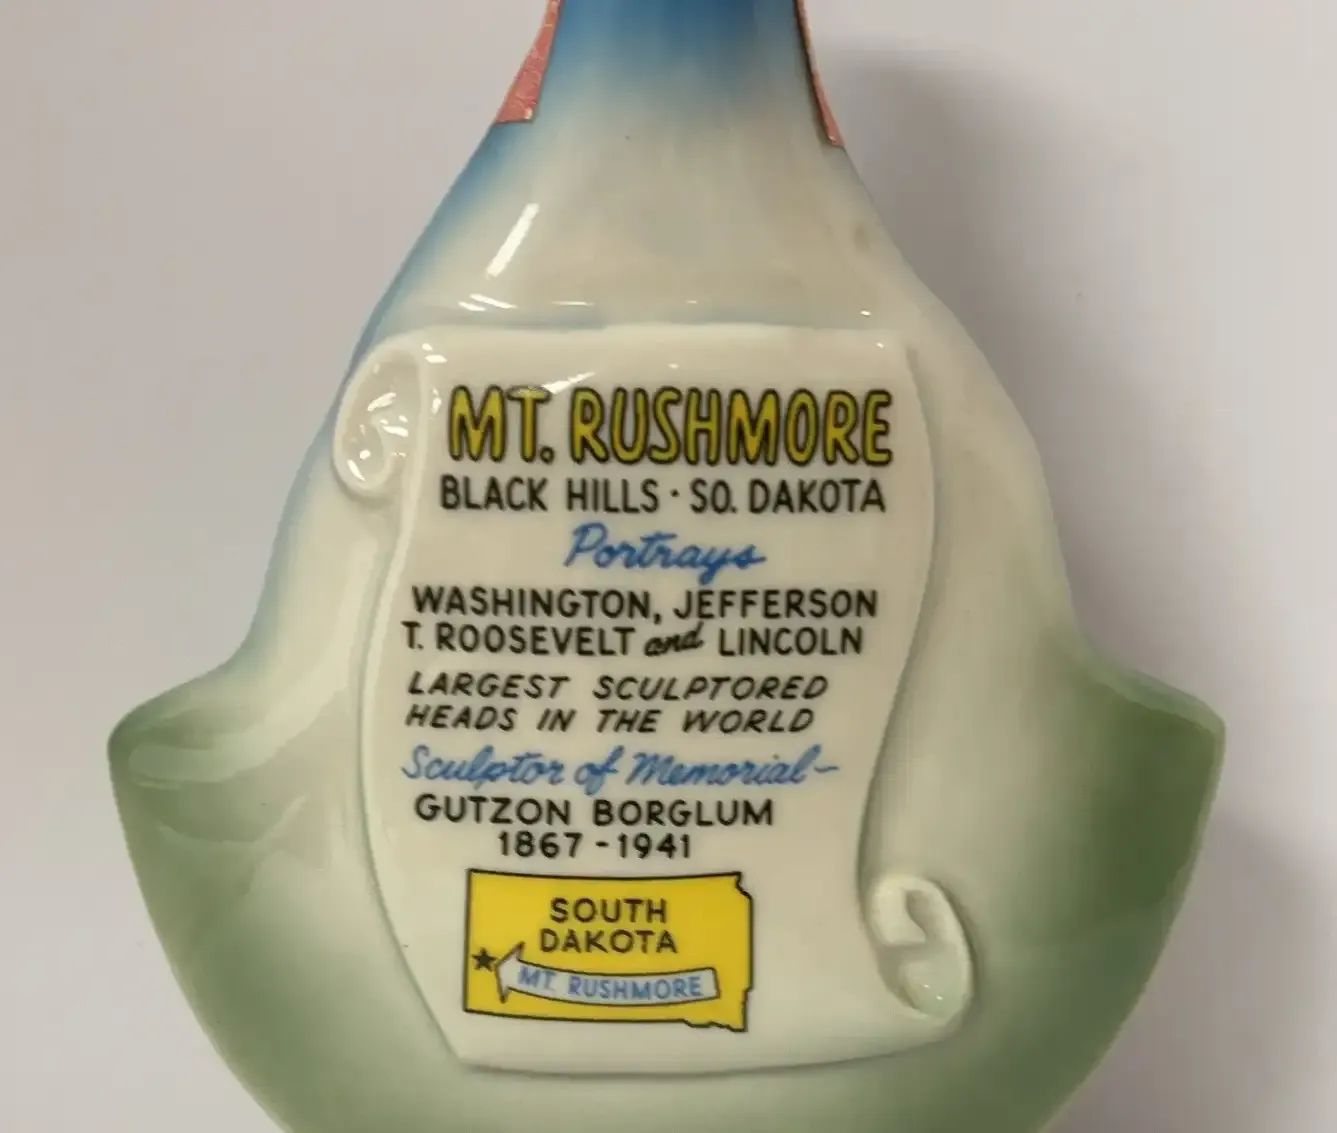 MT. RUSHMORE
BLACK HILLS · SO. DAKOTA
Portrays
WASHINGTON, JEFFERSON
T. ROOSEVELT and LINCOLN
LARGEST SCULPTORED
HEADS IN THE WORLD
Sculptor of Memorial-
GUTZON BORGLUM
1867-1941
SOUTH
DAKOTA
MT. RUSHMORE